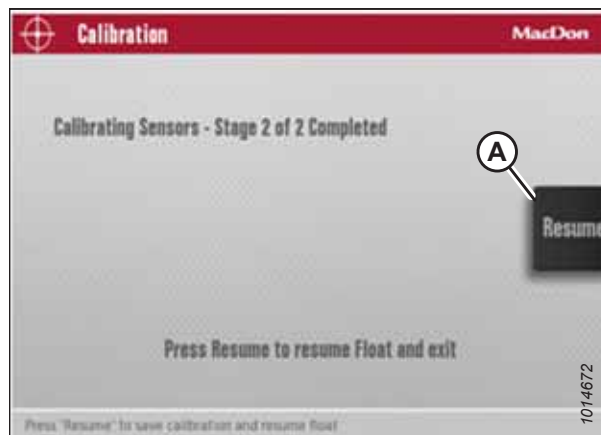 Calibration
MacDon
Calibrating Sensors - Stage 2 of 2 Completed
A
Resume
Press Resume to resume Float and exit
1014672
Press 'Resume' to save calibration and resume float